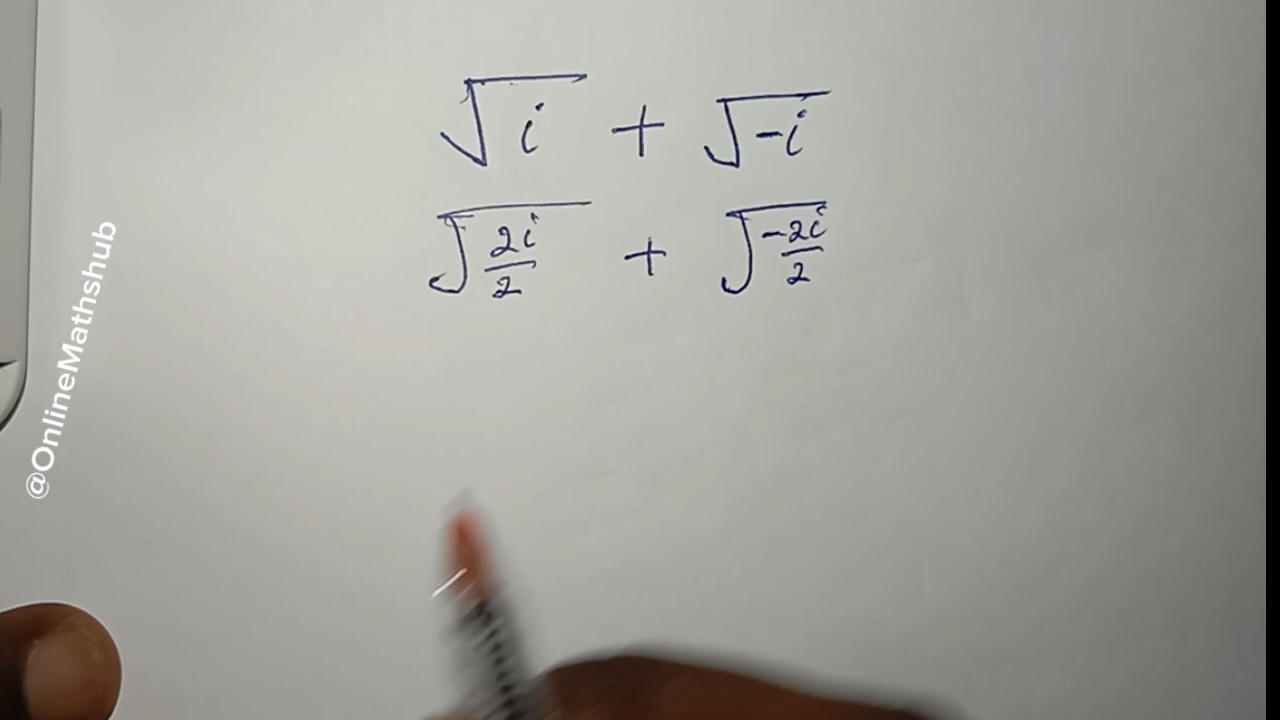 √i + √-i
√2i/2 + √-2i/2
@OnlineMathshub